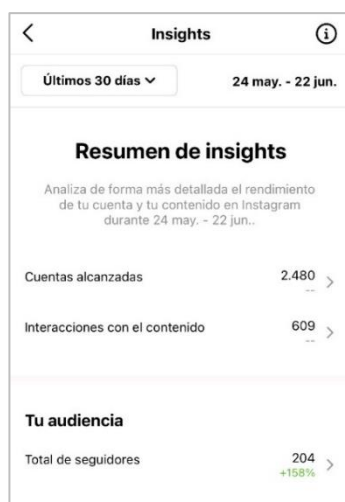 Insights
Últimos 30 días
24 may. - 22 jun.
Resumen de insights
Analiza de forma más detallada el rendimiento
de tu cuenta y tu contenido en Instagram
durante 24 may. - 22 jun..
Cuentas alcanzadas 2.480
--
Interacciones con el contenido 609
--
Tu audiencia
Total de seguidores 204
+158%